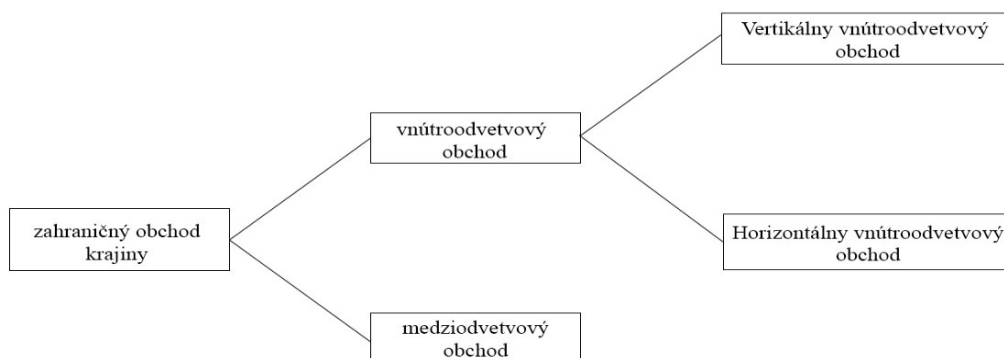 Vertikálny vnútroodvetvový
obchod
vnútroodvetvový
obchod
zahraničný obchod
krajiny
Horizontálny vnútroodvetvový
obchod
medziodvetvový
obchod